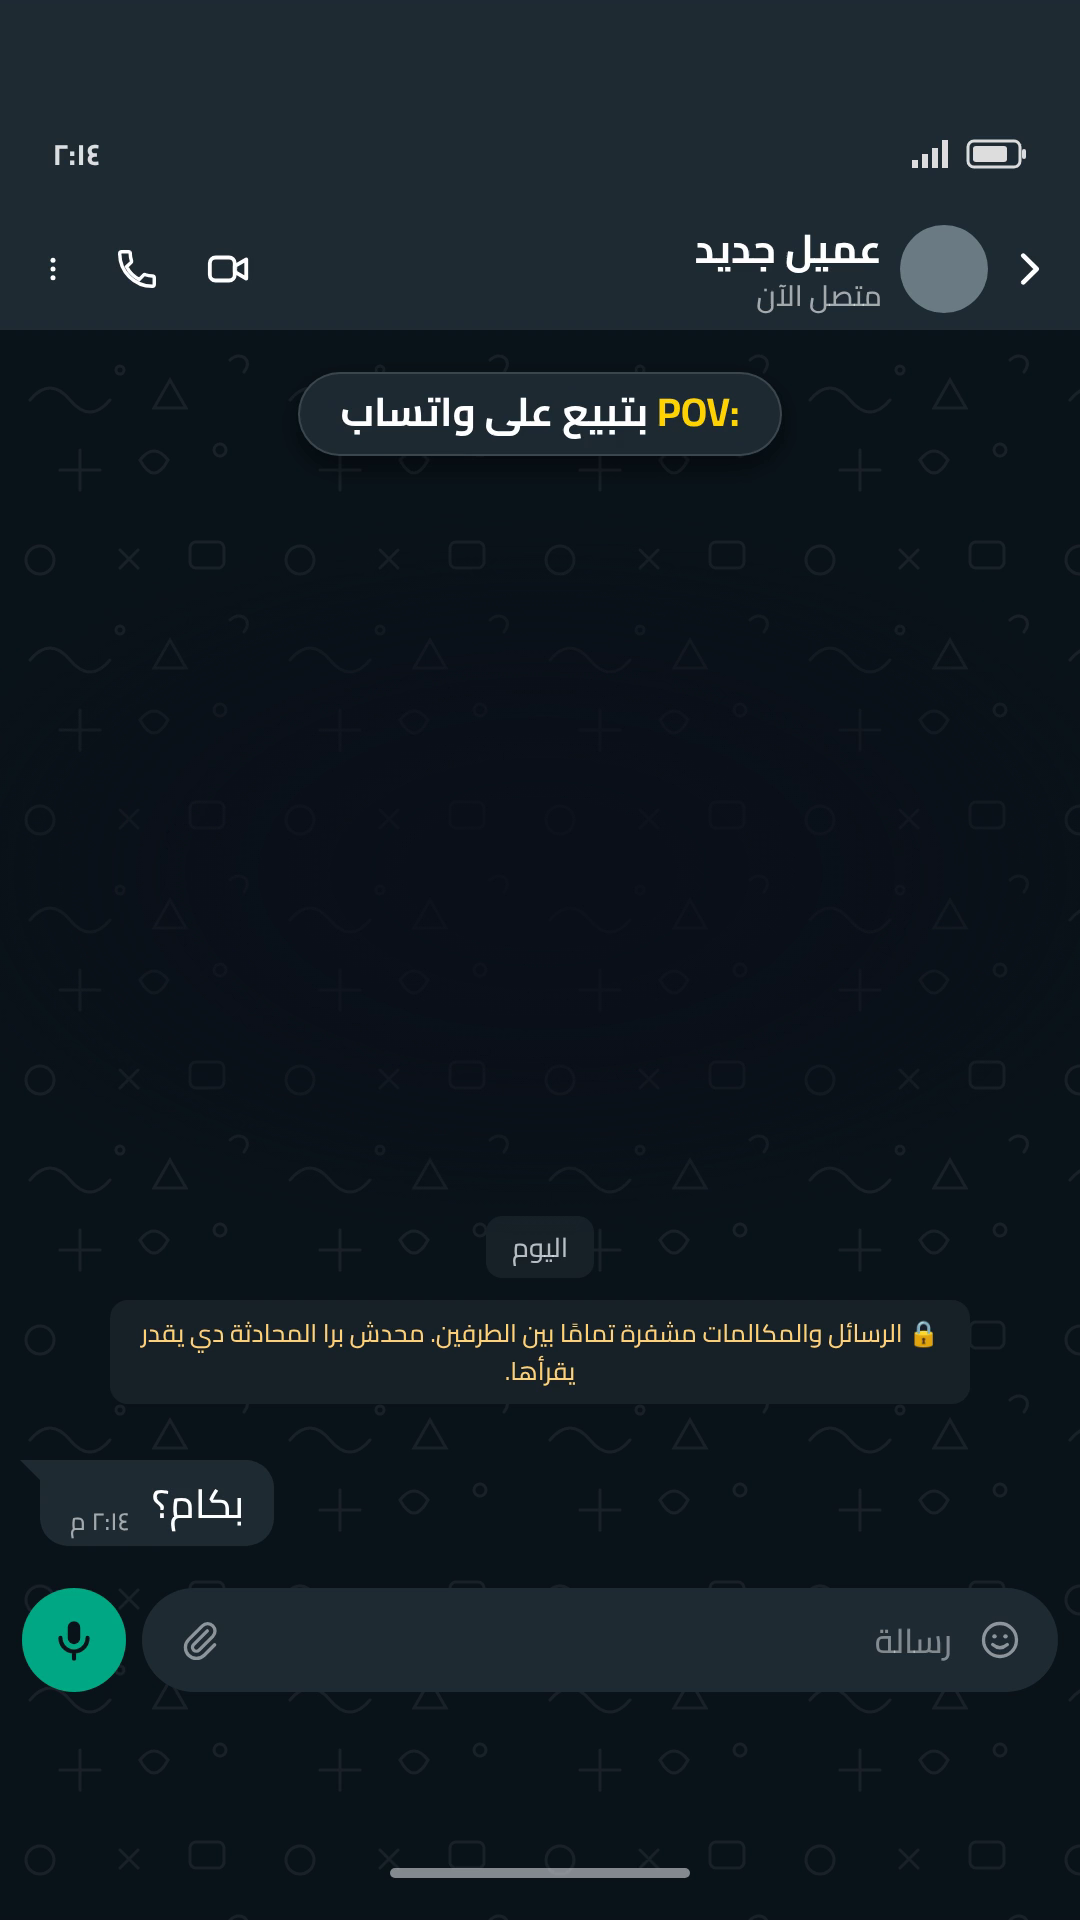 ٢:١٤
عميل جديد
متصل الآن
POV: بتبيع على واتساب
اليوم
🔒 الرسائل والمكالمات مشفرة تمامًا بين الطرفين. محدش برا المحادثة دي يقدر
يقرأها.
بكام؟
٢:١٤ م
رسالة